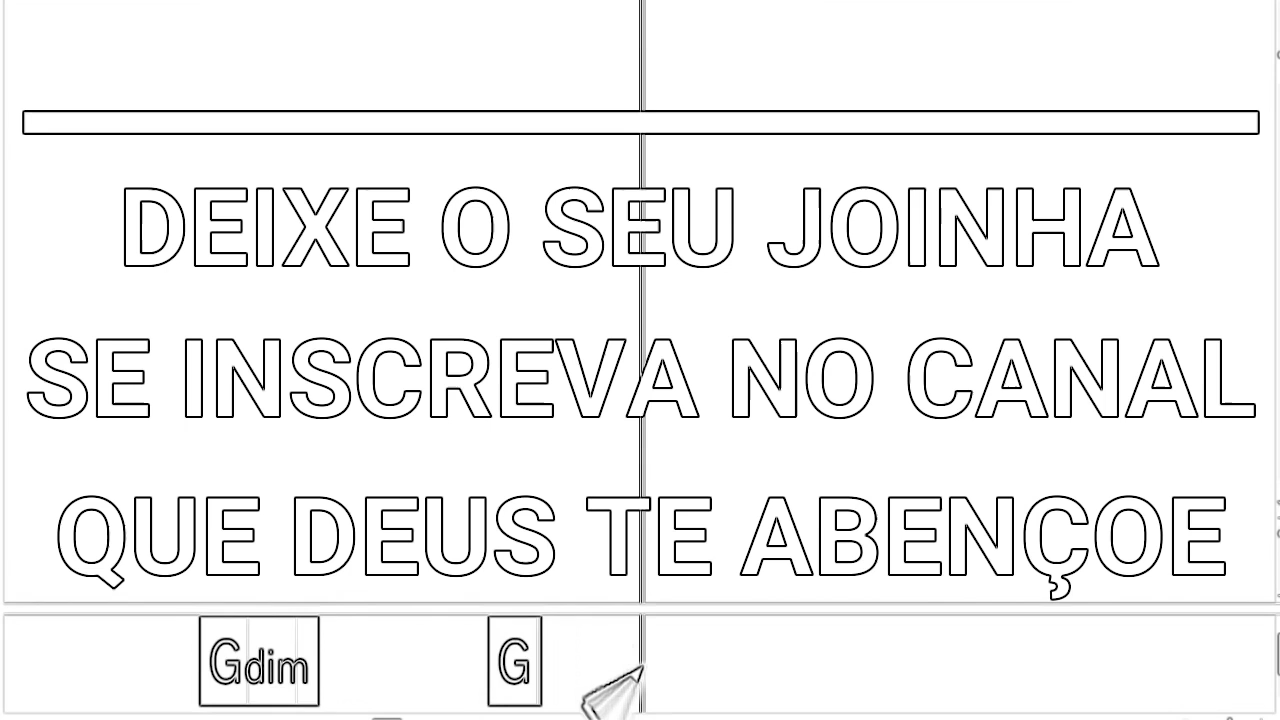 DEIXE O SEU JOINHA
SE INSCREVA NO CANAL
QUE DEUS TE ABENÇOE
Gdim G